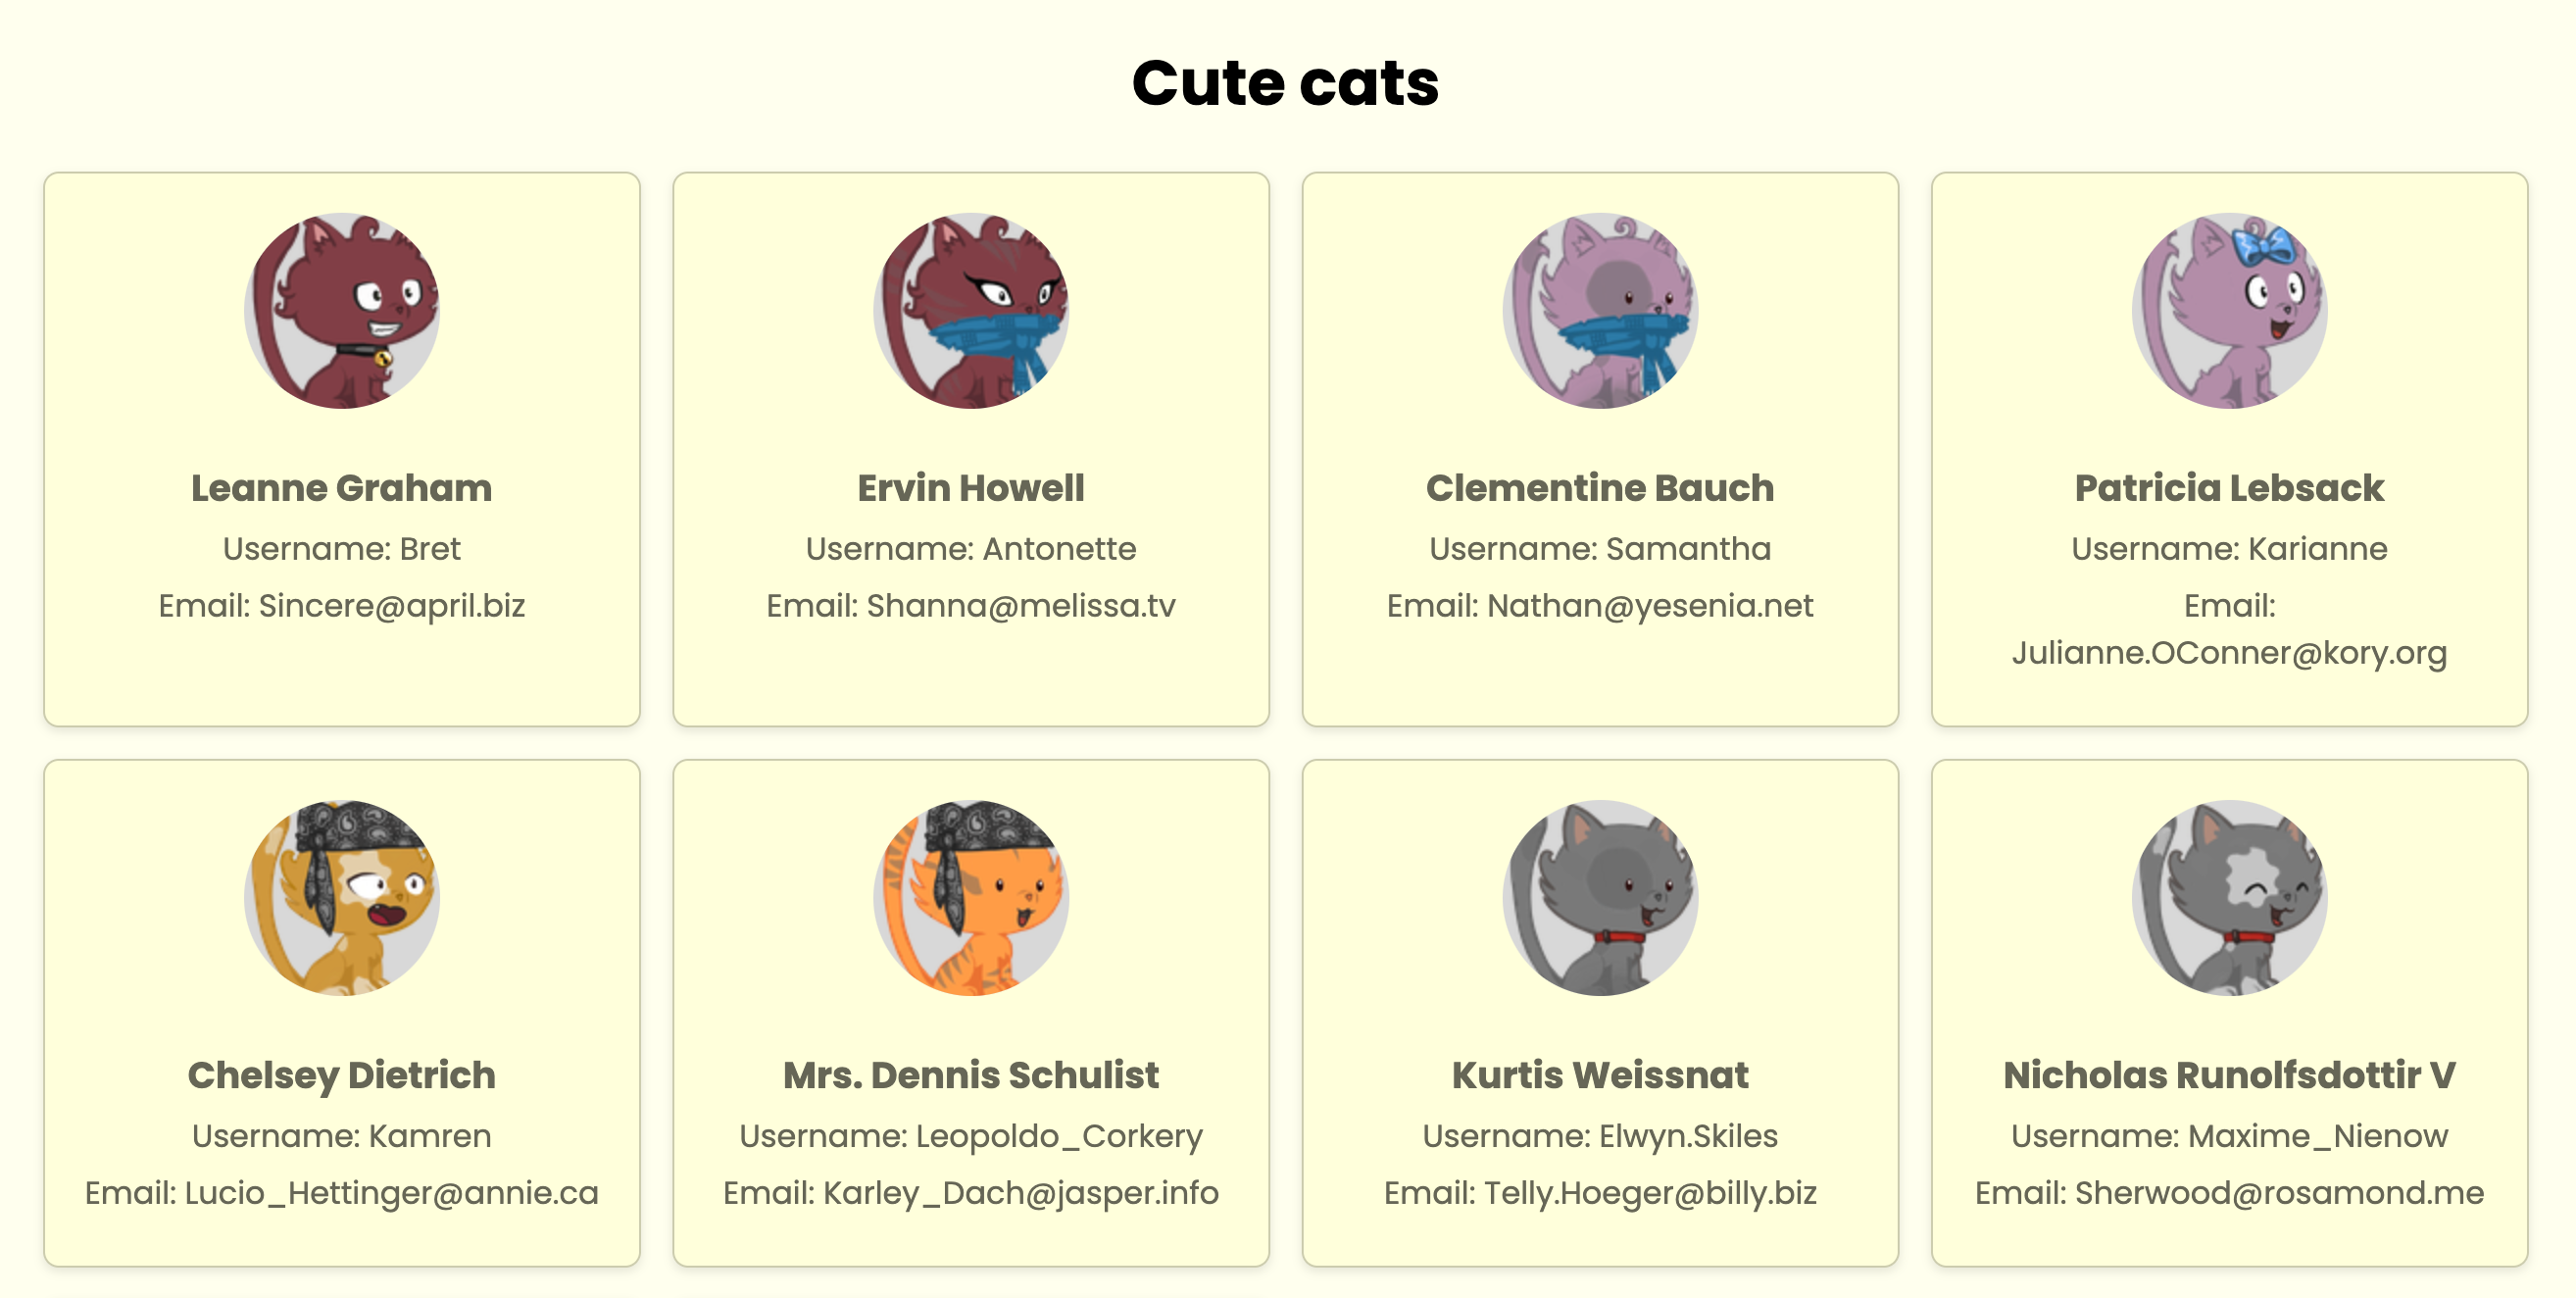 Cute cats
Leanne Graham
Username: Bret
Email: Sincere@april.biz
Ervin Howell
Username: Antonette
Email: Shanna@melissa.tv
Clementine Bauch
Username: Samantha
Email: Nathan@yesenia.net
Patricia Lebsack
Username: Karianne
Email:
Julianne.OConner@kory.org
Chelsey Dietrich
Username: Kamren
Email: Lucio_Hettinger@annie.ca
Mrs. Dennis Schulist
Username: Leopoldo_Corkery
Email: Karley_Dach@jasper.info
Kurtis Weissnat
Username: Elwyn.Skiles
Email: Telly.Hoeger@billy.biz
Nicholas Runolfsdottir V
Username: Maxime_Nienow
Email: Sherwood@rosamond.me